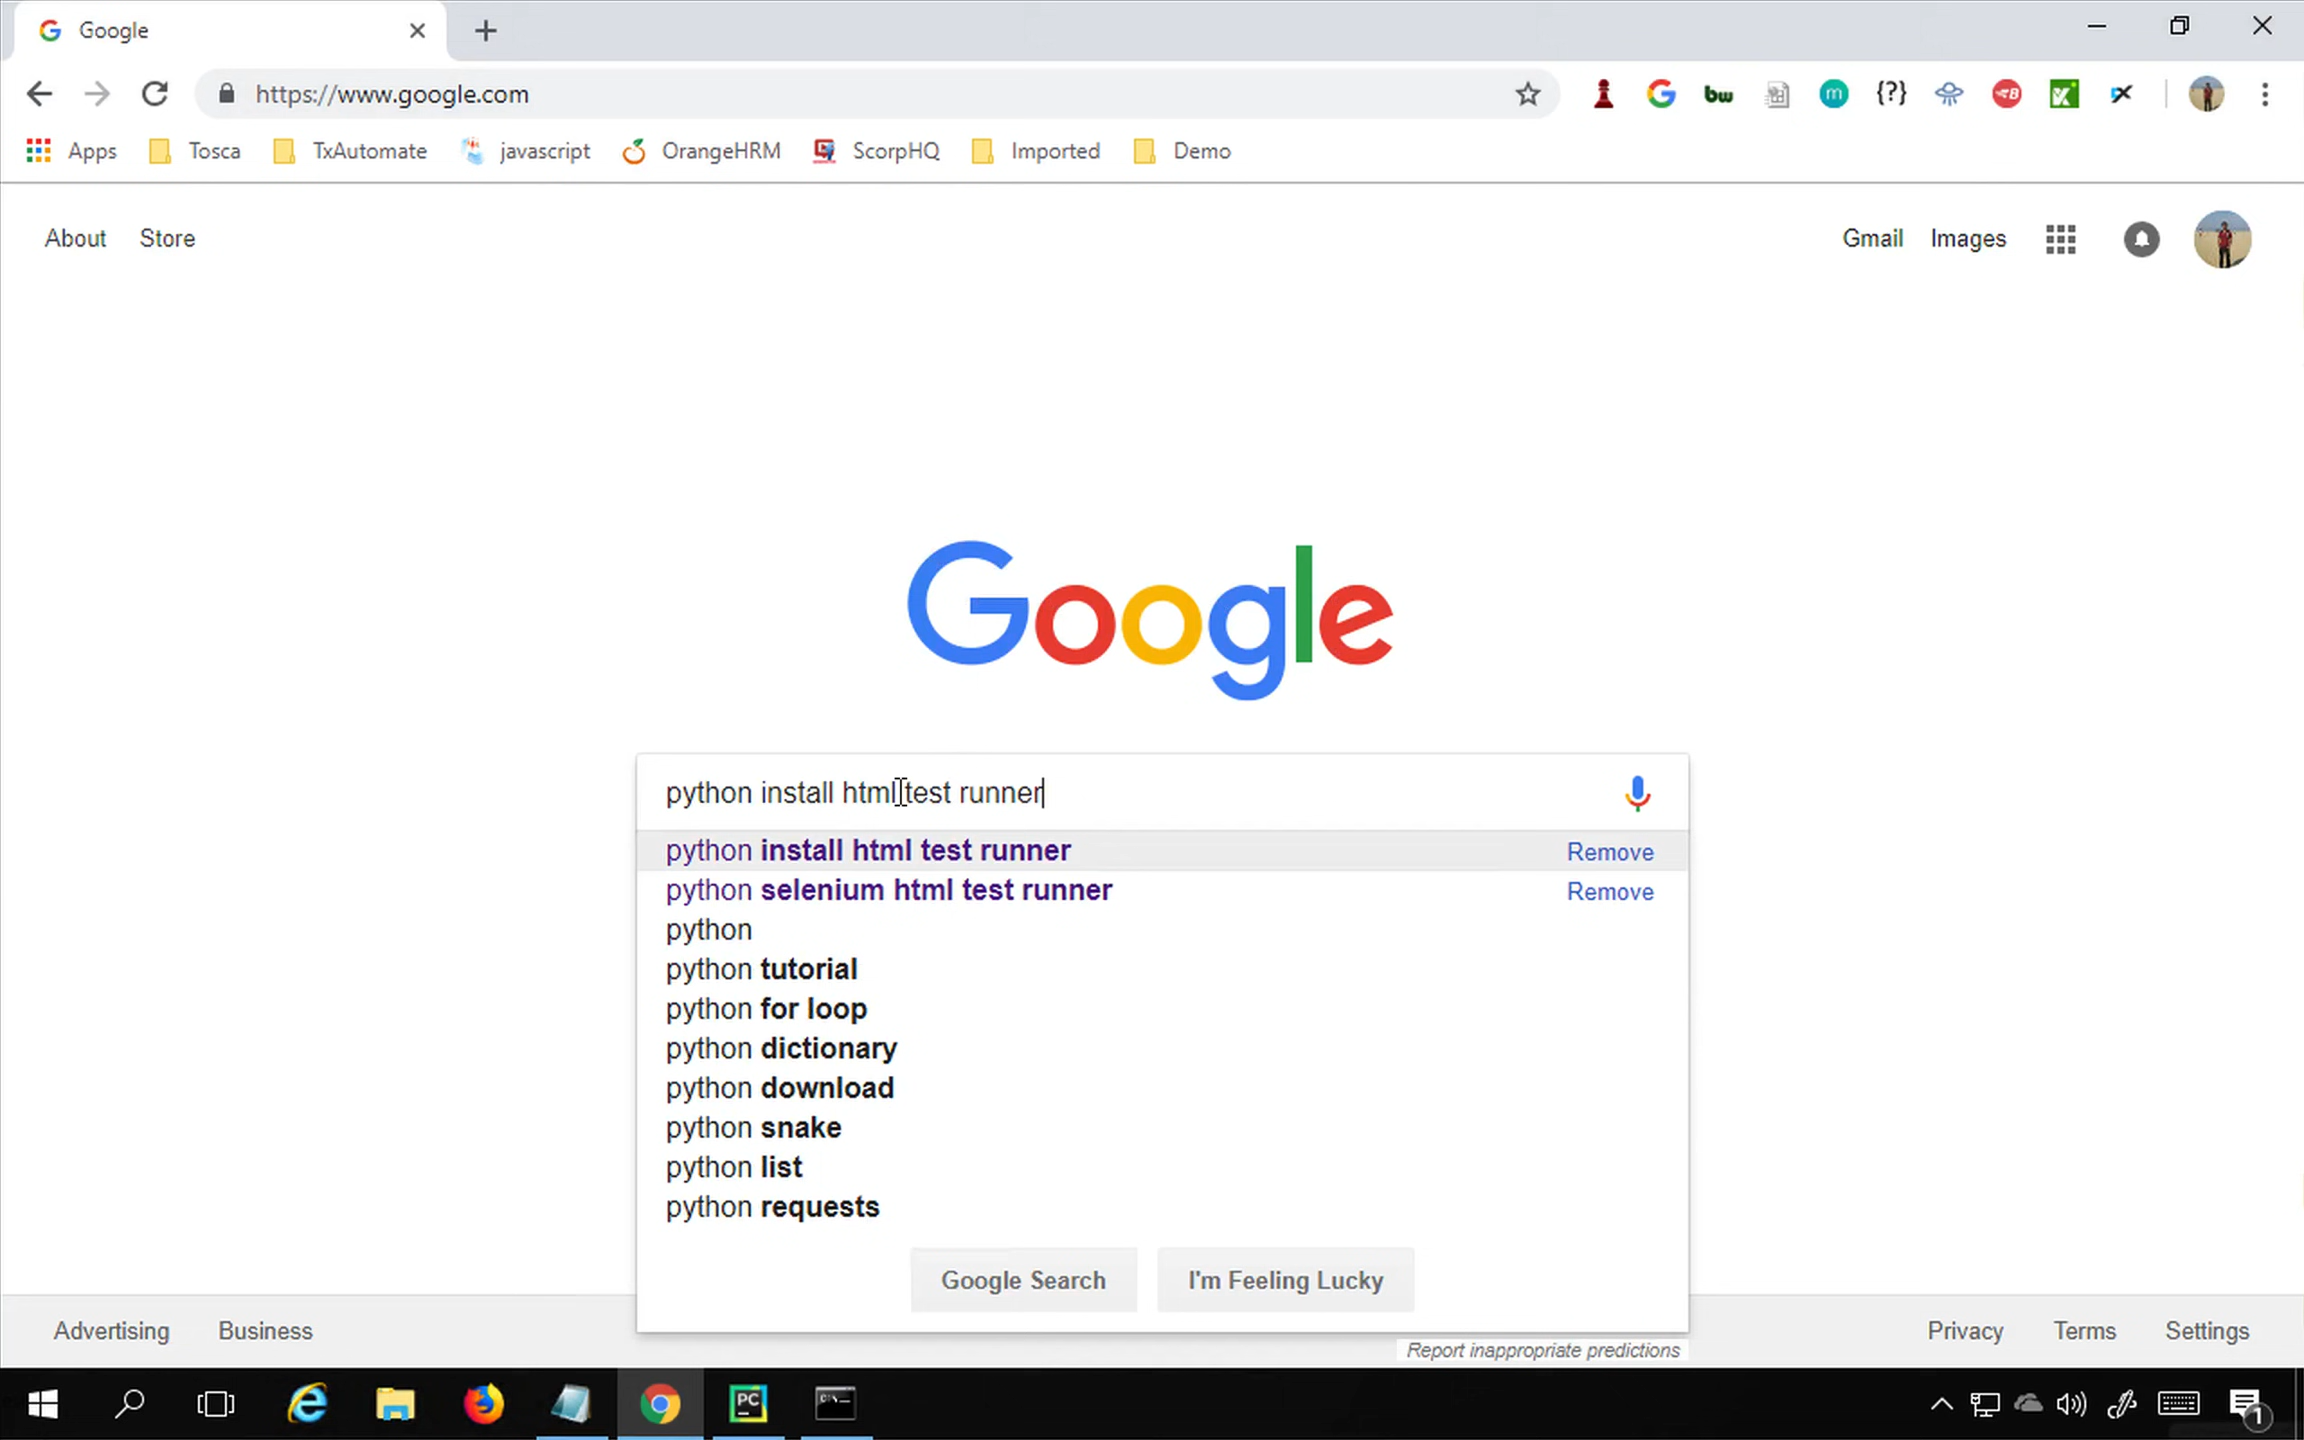 Google
https://www.google.com
bw
m
{?}
B
Apps Tosca TxAutomate javascript OrangeHRM ScorpHQ Imported Demo
About Store
Gmail Images
Google
python install html test runner
python install html test runner Remove
python selenium html test runner Remove
python
python tutorial
python for loop
python dictionary
python download
python snake
python list
python requests
Google Search I'm Feeling Lucky
Advertising Business
Privacy Terms Settings
Report inappropriate predictions
PC
1